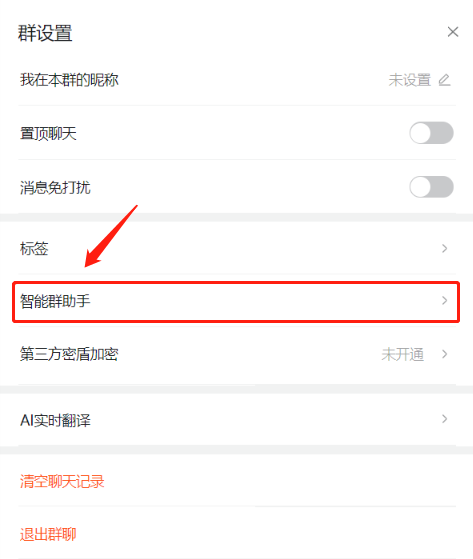 群设置
我在本群的昵称 未设置
置顶聊天
消息免打扰
标签
智能群助手
第三方密盾加密 未开通
AI实时翻译
清空聊天记录
退出群聊